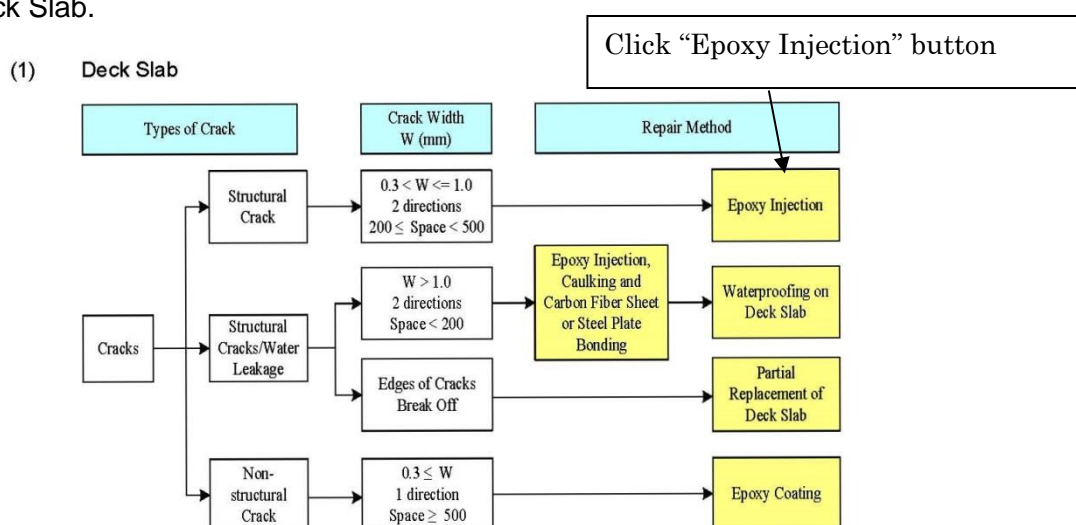 ck Slab.
Click “Epoxy Injection” button
(1) Deck Slab
Types of Crack
Crack Width
W (mm)
Repair Method
Structural
Crack
0.3 < W <= 1.0
2 directions
200 ≤ Space < 500
Epoxy Injection
Cracks
Structural
Cracks/Water
Leakage
W > 1.0
2 directions
Space < 200
Epoxy Injection,
Caulking and
Carbon Fiber Sheet
or Steel Plate
Bonding
Waterproofing on
Deck Slab
Edges of Cracks
Break Off
Partial
Replacement of
Deck Slab
Non-
structural
Crack
0.3 ≤ W
1 direction
Space ≥ 500
Epoxy Coating